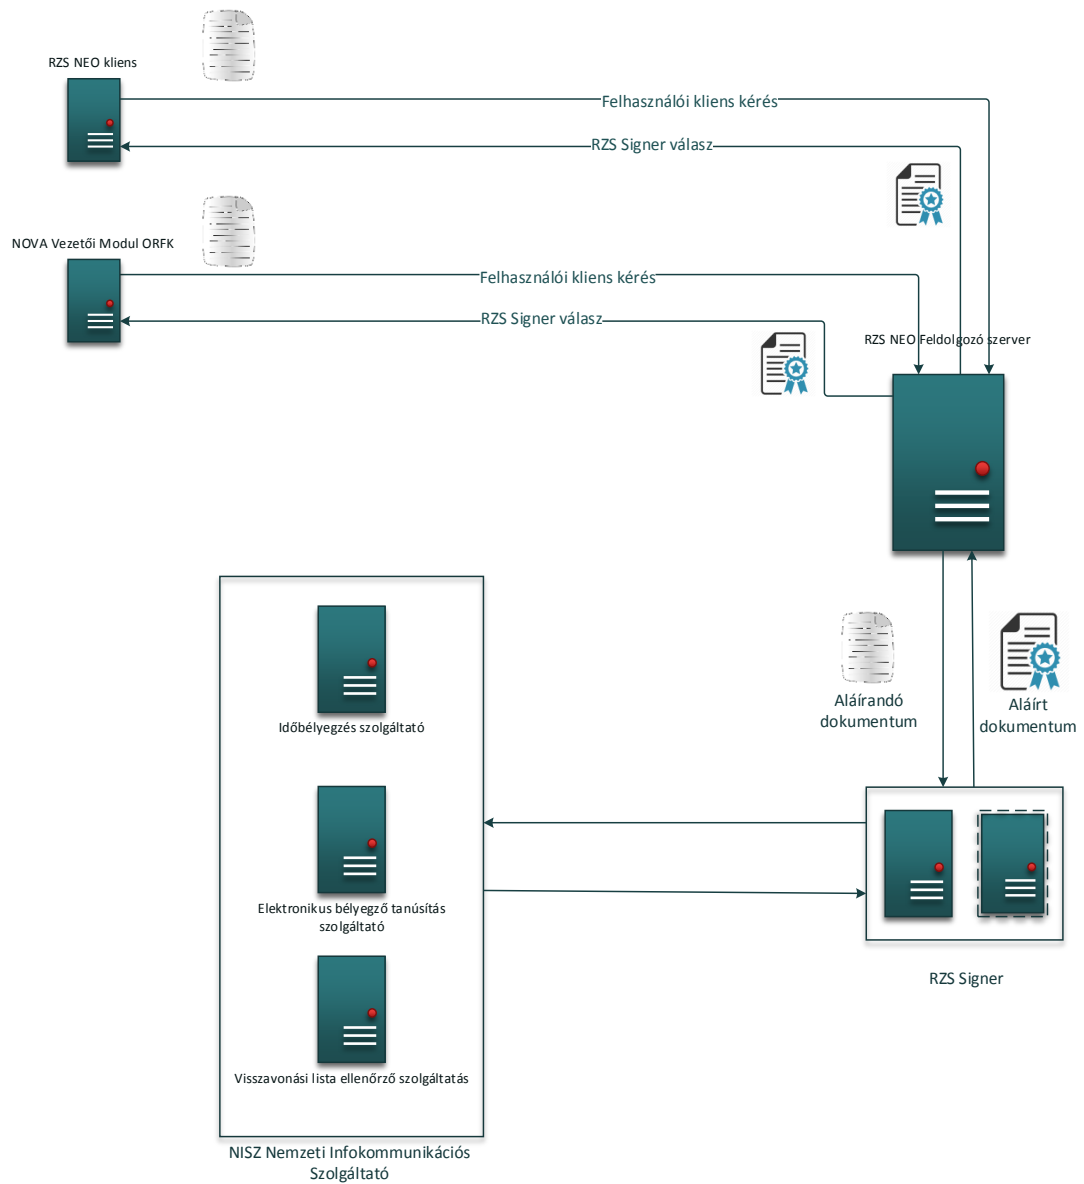 RZS NEO kliens
Felhasználói kliens kérés
RZS Signer válasz
NOVA Vezetői Modul ORFK
Felhasználói kliens kérés
RZS Signer válasz
RZS NEO Feldolgozó szerver
Aláírandó
dokumentum
Aláírt
dokumentum
Időbélyegzés szolgáltató
Elektronikus bélyegző tanúsítás
szolgáltató
Visszavonási lista ellenőrző szolgáltatás
RZS Signer
NISZ Nemzeti Infokommunikációs
Szolgáltató